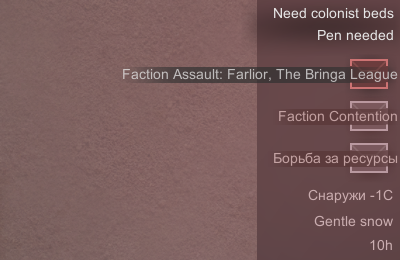 Need colonist beds
Pen needed
Faction Assault: Farlior, The Bringa League
Faction Contention
Борьба за ресурсы
Снаружи -1C
Gentle snow
10h